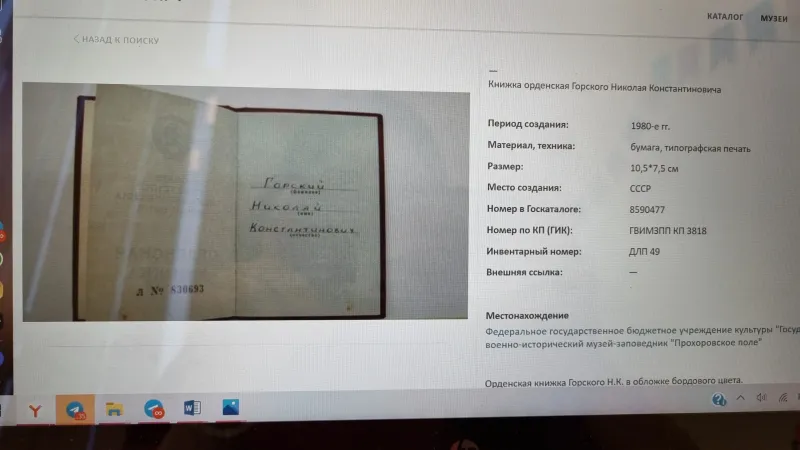 КАТАЛОГ МУЗЕИ
НАЗАД К ПОИСКУ
—
Книжка орденская Горского Николая Константиновича
Период создания: 1980-е гг.
Материал, техника: бумага, типографская печать
Размер: 10,5*7,5 см
Место создания: СССР
Номер в Госкаталоге: 8590477
Номер по КП (ГИК): ГВИМЗПП КП 3818
Инвентарный номер: ДЛП 49
Внешняя ссылка: —
Местонахождение
Федеральное государственное бюджетное учреждение культуры "Госуд
военно-исторический музей-заповедник "Прохоровское поле"
Орденская книжка Горского Н.К. в обложке бордового цвета.
Горский
(фамилия)
Николай
(имя)
Константинович
(отчество)
Л № 830693